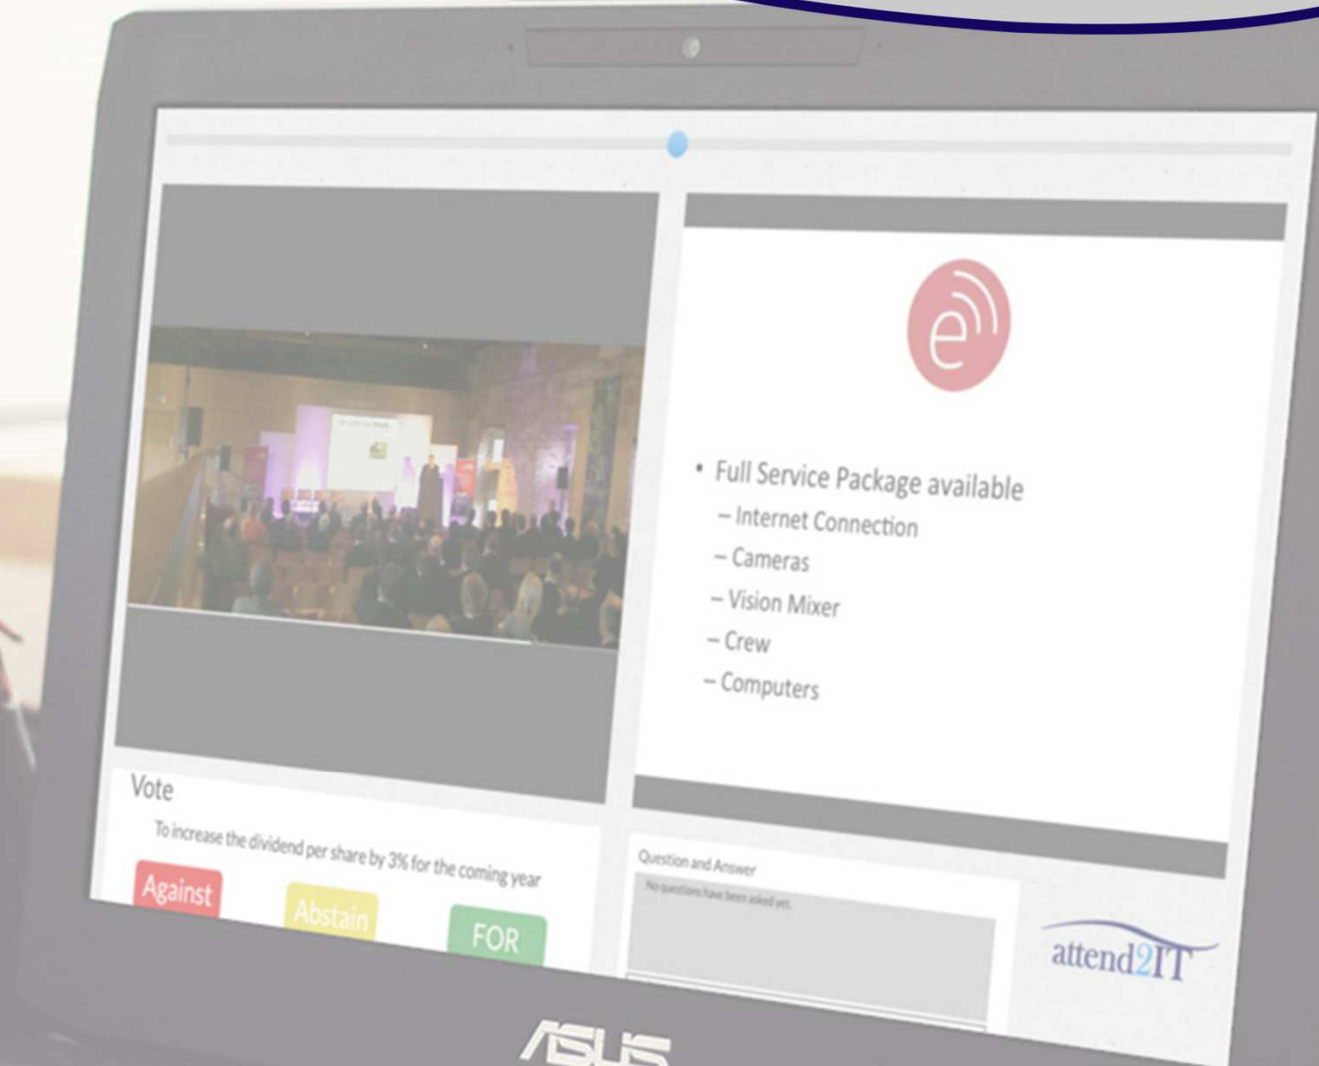 e
• Full Service Package available
– Internet Connection
– Cameras
– Vision Mixer
– Crew
– Computers
Vote
To increase the dividend per share by 3% for the coming year
Against
Abstain
FOR
Question and Answer
No questions have been asked yet.
attend2IT
ASUS